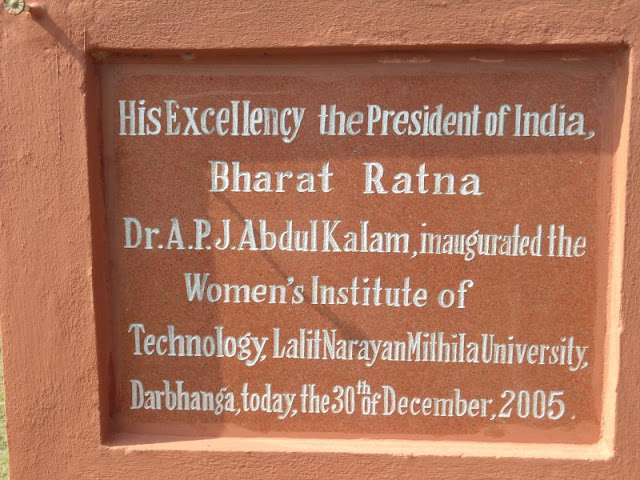 His Excellency the President of India,
Bharat Ratna
Dr. A.P.J. Abdul Kalam, inaugurated the
Women's Institute of
Technology, Lalit Narayan Mithila University,
Darbhanga, today, the 30th of December, 2005.